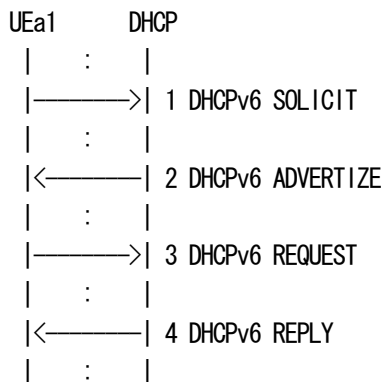 UEa1 DHCP
| : |
|-------->| 1 DHCPv6 SOLICIT
| : |
|<--------| 2 DHCPv6 ADVERTIZE
| : |
|-------->| 3 DHCPv6 REQUEST
| : |
|<--------| 4 DHCPv6 REPLY
| : |